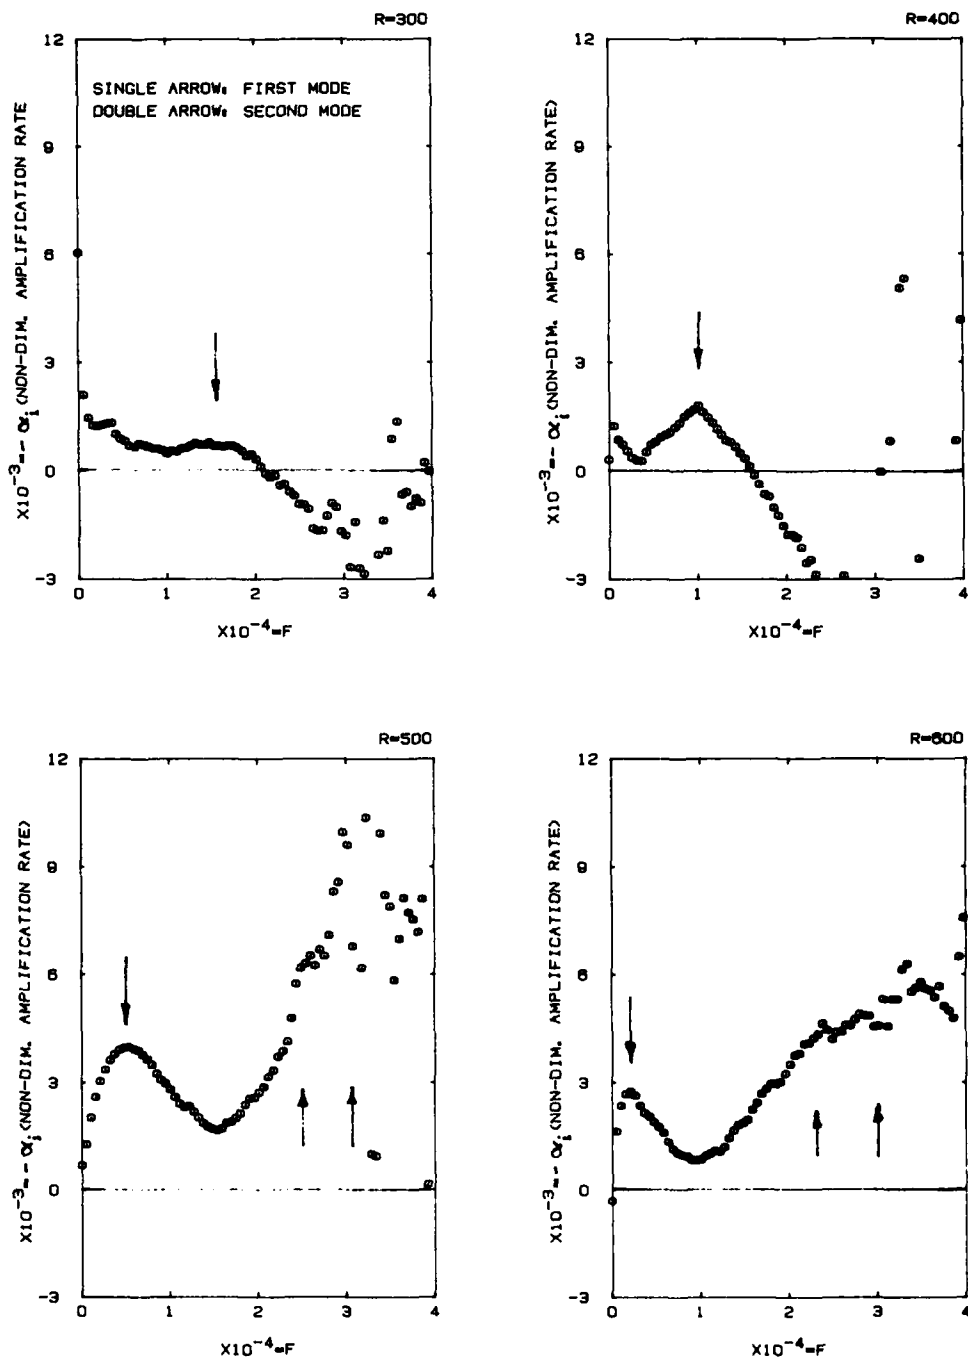 R=300
12
9
6
3
0
-3
X10⁻³=- αᵢ (NON-DIM. AMPLIFICATION RATE
SINGLE ARROW: FIRST MODE
DOUBLE ARROW: SECOND MODE
0 1 2 3 4
X10⁻⁴=F
R=400
12
9
6
3
0
-3
X10⁻³=- αᵢ (NON-DIM. AMPLIFICATION RATE)
0 1 2 3 4
X10⁻⁴=F
R=500
12
9
6
3
0
-3
X10⁻³=- αᵢ (NON-DIM. AMPLIFICATION RATE)
0 1 2 3 4
X10⁻⁴=F
R=600
12
9
6
3
0
-3
X10⁻³=- αᵢ (NON-DIM. AMPLIFICATION RATE)
0 1 2 3 4
X10⁻⁴=F